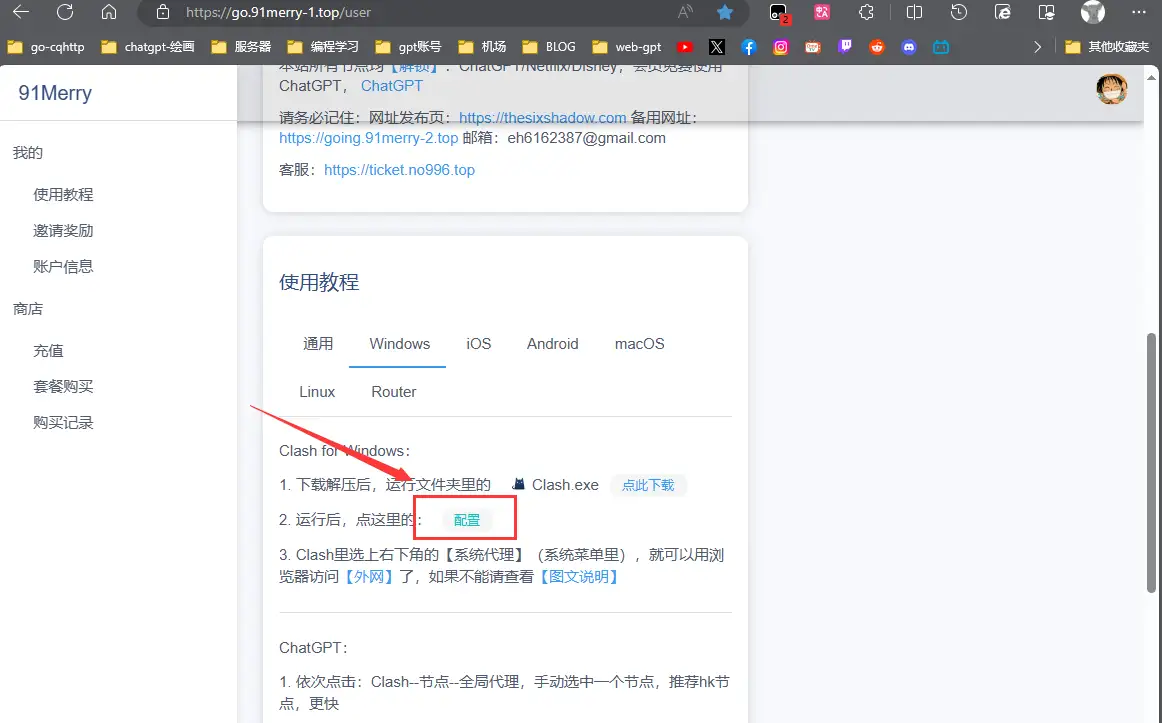 https://go.91merry-1.top/user
2
go-cqhttp chatgpt-绘画 服务器 编程学习 gpt账号 机场 BLOG web-gpt 其他收藏夹
91Merry
我的
使用教程
邀请奖励
账户信息
商店
充值
套餐购买
购买记录
本站所有节点均【解锁】：ChatGPT/Netflix/Disney，会员免费使用
ChatGPT， ChatGPT
请务必记住：网址发布页：https://thesixshadow.com 备用网址：
https://going.91merry-2.top 邮箱：eh6162387@gmail.com
客服：https://ticket.no996.top
使用教程
通用 Windows iOS Android macOS
Linux Router
Clash for Windows：
1. 下载解压后，运行文件夹里的 Clash.exe 点此下载
2. 运行后，点这里的： 配置
3. Clash里选上右下角的【系统代理】（系统菜单里），就可以用浏
览器访问【外网】了，如果不能请查看【图文说明】
ChatGPT：
1. 依次点击：Clash--节点--全局代理，手动选中一个节点，推荐hk节
点，更快